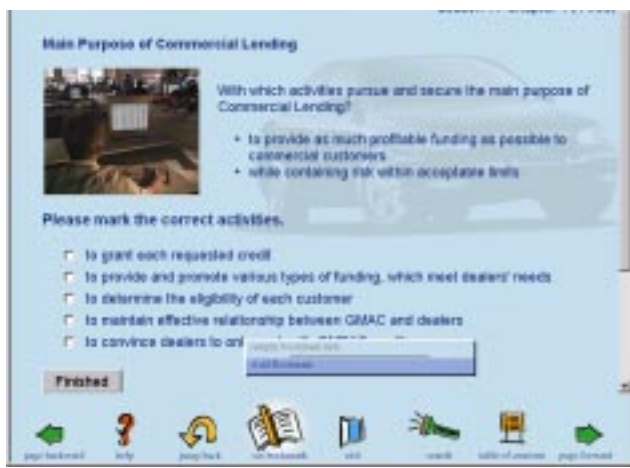 Main Purpose of Commercial Lending
With which activities pursue and secure the main purpose of
Commercial Lending?
to provide as much profitable funding as possible to
commercial customers
while containing risk within acceptable limits
Please mark the correct activities.
to grant each requested credit
to provide and promote various types of funding, which meet dealers' needs
to determine the eligibility of each customer
to maintain effective relationship between GMAC and dealers
to convince dealers to
Finished
page backward help jump back set bookmark exit search table of contents page forward